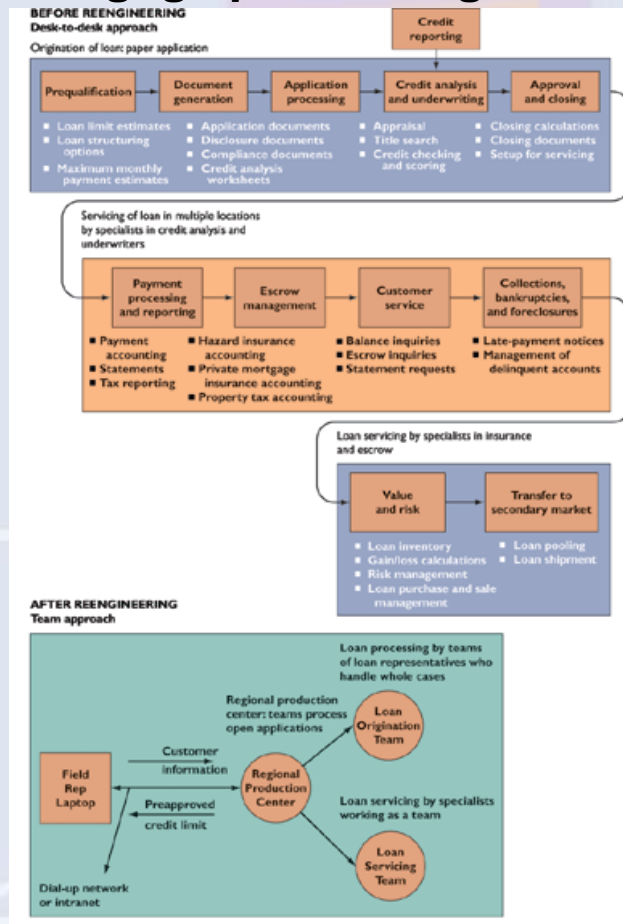 BEFORE REENGINEERING
Desk-to-desk approach
Origination of loan: paper application
Credit
reporting
Prequalification
Document
generation
Application
processing
Credit analysis
and underwriting
Approval
and closing
■ Loan limit estimates
■ Loan structuring
options
■ Maximum monthly
payment estimates
■ Application documents
■ Disclosure documents
■ Compliance documents
■ Credit analysis
worksheets
■ Appraisal
■ Title search
■ Credit checking
and scoring
■ Closing calculations
■ Closing documents
■ Setup for servicing
Servicing of loan in multiple locations
by specialists in credit analysis and
underwriters
Payment
processing
and reporting
Escrow
management
Customer
service
Collections,
bankruptcies,
and foreclosures
■ Payment
accounting
■ Statements
■ Tax reporting
■ Hazard insurance
accounting
■ Private mortgage
insurance accounting
■ Property tax accounting
■ Balance inquiries
■ Escrow inquiries
■ Statement requests
■ Late-payment notices
■ Management of
delinquent accounts
Loan servicing by specialists in insurance
and escrow
Value
and risk
Transfer to
secondary market
■ Loan inventory
■ Gain/loss calculations
■ Risk management
■ Loan purchase and sale
management
■ Loan pooling
■ Loan shipment
AFTER REENGINEERING
Team approach
Loan processing by teams
of loan representatives who
handle whole cases
Regional production
center: teams process
open applications
Loan
Origination
Team
Customer
information
Field
Rep
Laptop
Regional
Production
Center
Preapproved
credit limit
Loan servicing by specialists
working as a team
Loan
Servicing
Team
Dial-up network
or intranet